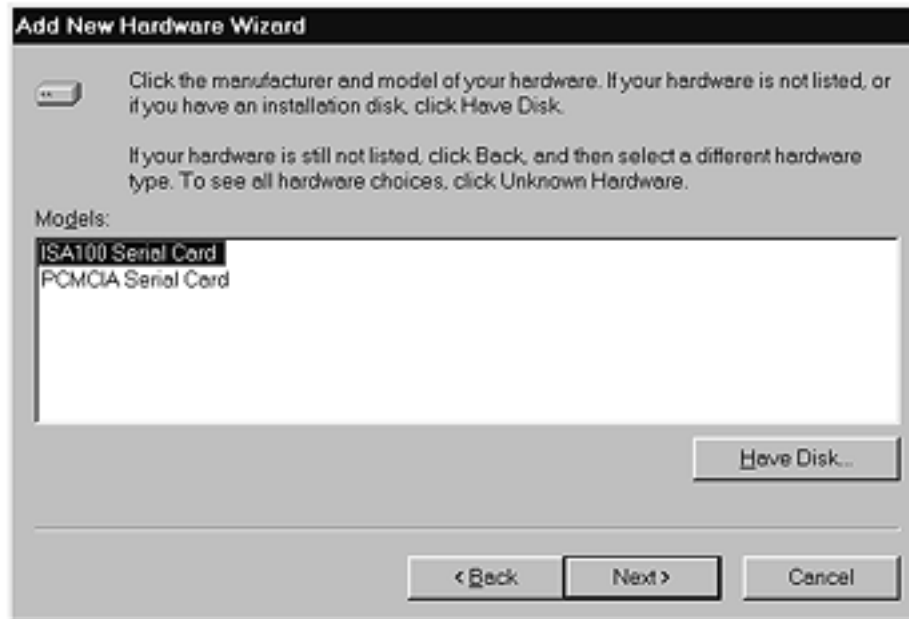 Add New Hardware Wizard
Click the manufacturer and model of your hardware. If your hardware is not listed, or
if you have an installation disk, click Have Disk.
If your hardware is still not listed, click Back, and then select a different hardware
type. To see all hardware choices, click Unknown Hardware.
Models:
ISA100 Serial Card
PCMCIA Serial Card
Have Disk...
< Back
Next >
Cancel